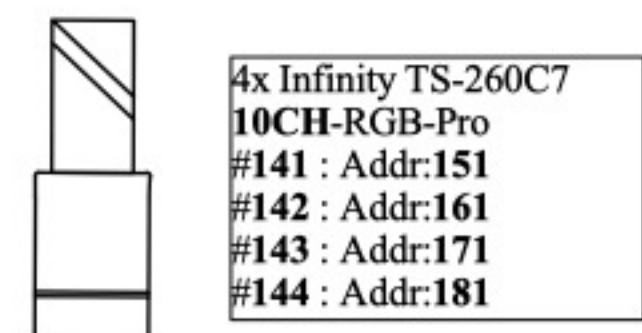 4x Infinity TS-260C7
10CH-RGB-Pro
#141 : Addr:151
#142 : Addr:161
#143 : Addr:171
#144 : Addr:181